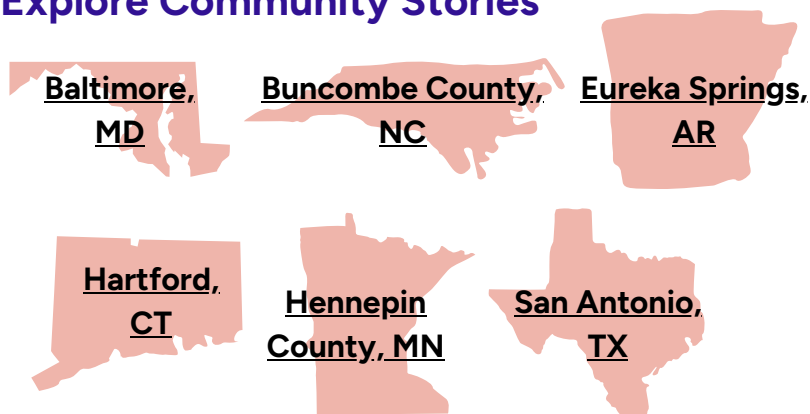 Explore Community Stories
Baltimore,
MD
Buncombe County,
NC
Eureka Springs,
AR
Hartford,
CT
Hennepin
County, MN
San Antonio,
TX